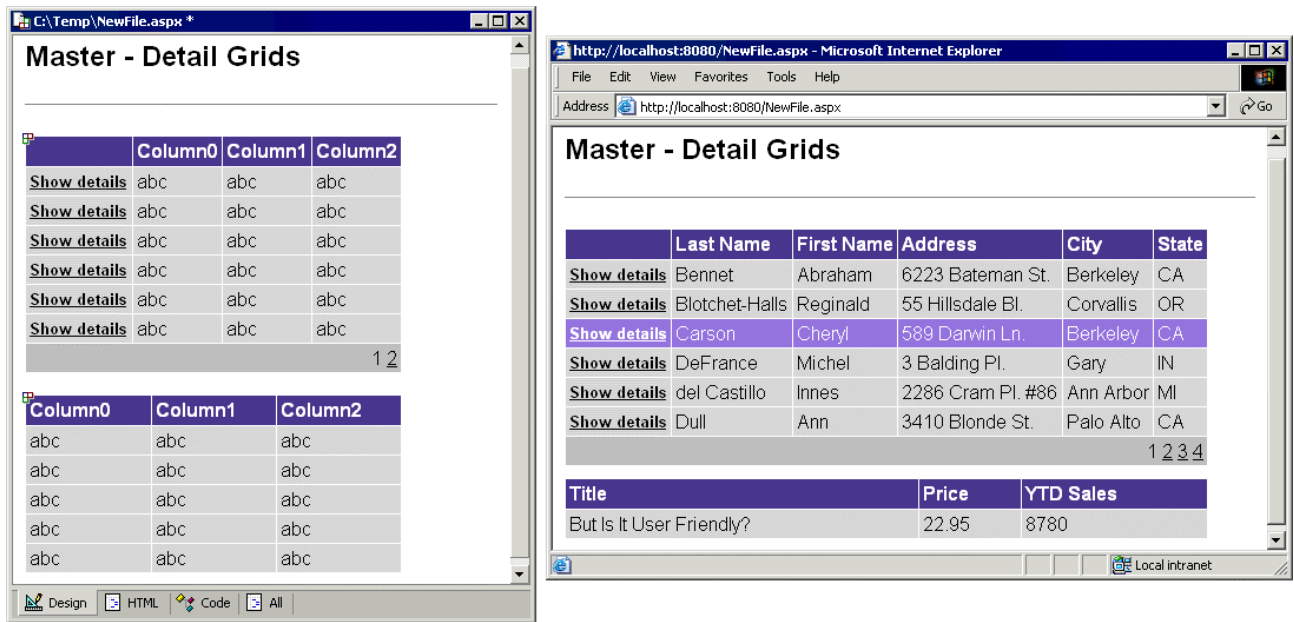 C:\Temp\NewFile.aspx *
Master - Detail Grids
Column0 Column1 Column2
Show details abc abc abc
Show details abc abc abc
Show details abc abc abc
Show details abc abc abc
Show details abc abc abc
Show details abc abc abc
1 2
Column0 Column1 Column2
abc abc abc
abc abc abc
abc abc abc
abc abc abc
abc abc abc
Design HTML Code All
http://localhost:8080/NewFile.aspx - Microsoft Internet Explorer
File Edit View Favorites Tools Help
Address http://localhost:8080/NewFile.aspx Go
Master - Detail Grids
Last Name First Name Address City State
Show details Bennet Abraham 6223 Bateman St. Berkeley CA
Show details Blotchet-Halls Reginald 55 Hillsdale Bl. Corvallis OR
Show details Carson Cheryl 589 Darwin Ln. Berkeley CA
Show details DeFrance Michel 3 Balding Pl. Gary IN
Show details del Castillo Innes 2286 Cram Pl. #86 Ann Arbor MI
Show details Dull Ann 3410 Blonde St. Palo Alto CA
1 2 3 4
Title Price YTD Sales
But Is It User Friendly? 22.95 8780
Local intranet